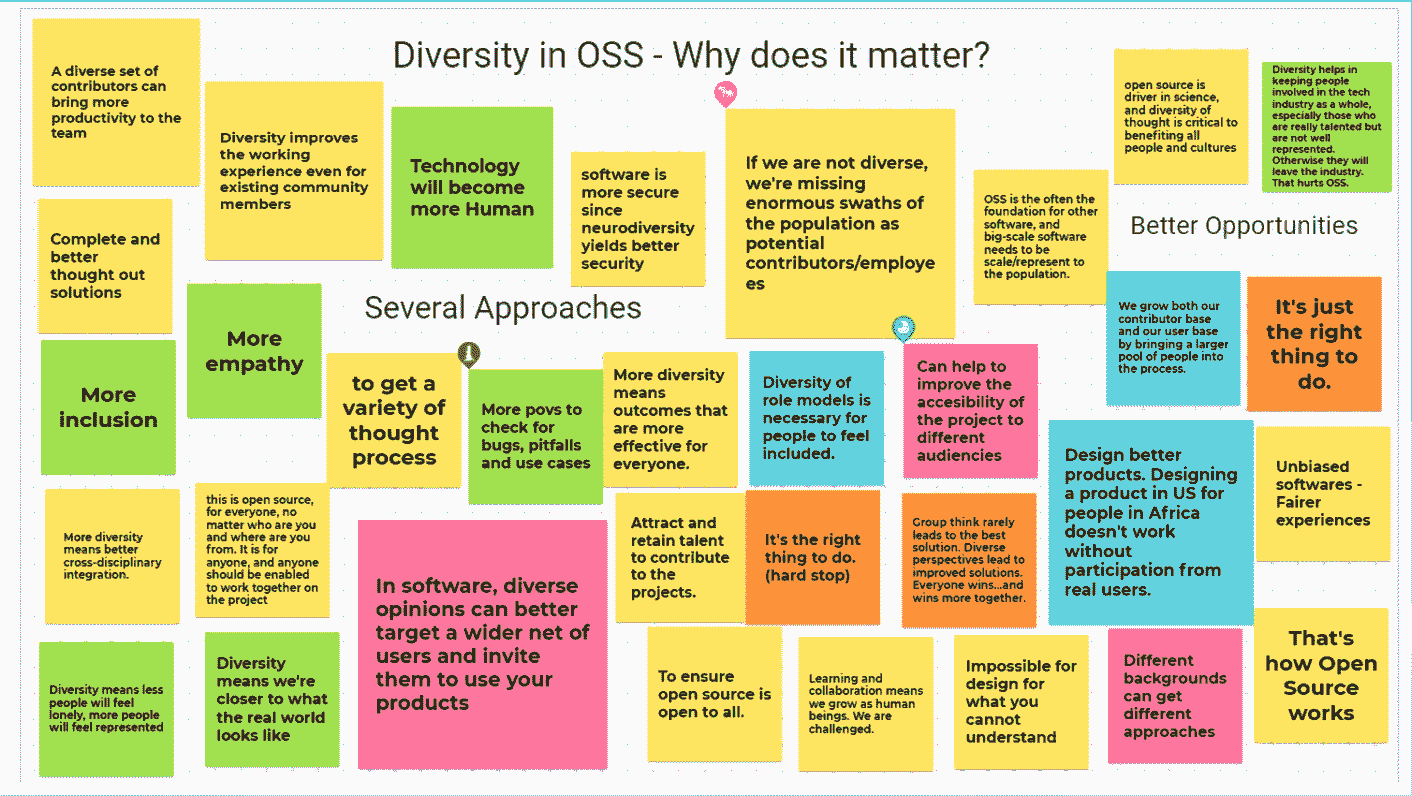 Diversity in OSS - Why does it matter?
A diverse set of
contributors can
bring more
productivity to the
team
Diversity improves
the working
experience even for
existing community
members
Technology
will become
more Human
software is
more secure
since
neurodiversity
yields better
security
If we are not diverse,
we're missing
enormous swaths of
the population as
potential
contributors/employe
es
open source is
driver in science,
and diversity of
thought is critical to
benefiting all
people and cultures
Diversity helps in
keeping people
involved in the tech
industry as a whole,
especially those who
are really talented but
are not well
represented.
Otherwise they will
leave the industry.
That hurts OSS.
OSS is the often the
foundation for other
software, and
big-scale software
needs to be
scale/represent to
the population.
Better Opportunities
Complete and
better
thought out
solutions
More
empathy
Several Approaches
We grow both our
contributor base
and our user base
by bringing a larger
pool of people into
the process.
It's just
the right
thing to
do.
More
inclusion
to get a
variety of
thought
process
More povs to
check for
bugs, pitfalls
and use cases
More diversity
means
outcomes that
are more
effective for
everyone.
Diversity of
role models is
necessary for
people to feel
included.
Can help to
improve the
accesibility of
the project to
different
audiences
Design better
products. Designing
a product in US for
people in Africa
doesn't work
without
participation from
real users.
Unbiased
softwares -
Fairer
experiences
More diversity
means better
cross-disciplinary
integration.
this is open source,
for everyone, no
matter who are you
and where are you
from. It is for
anyone, and anyone
should be enabled
to work together on
the project
In software, diverse
opinions can better
target a wider net of
users and invite
them to use your
products
Attract and
retain talent
to contribute
to the
projects.
It's the right
thing to do.
(hard stop)
Group think rarely
leads to the best
solution. Diverse
perspectives lead to
improved solutions.
Everyone wins...and
wins more together.
Diversity means less
people will feel
lonely, more people
will feel represented
Diversity
means we're
closer to what
the real world
looks like
To ensure
open source is
open to all.
Learning and
collaboration means
we grow as human
beings. We are
challenged.
Impossible for
design for
what you
cannot
understand
Different
backgrounds
can get
different
approaches
That's
how Open
Source
works